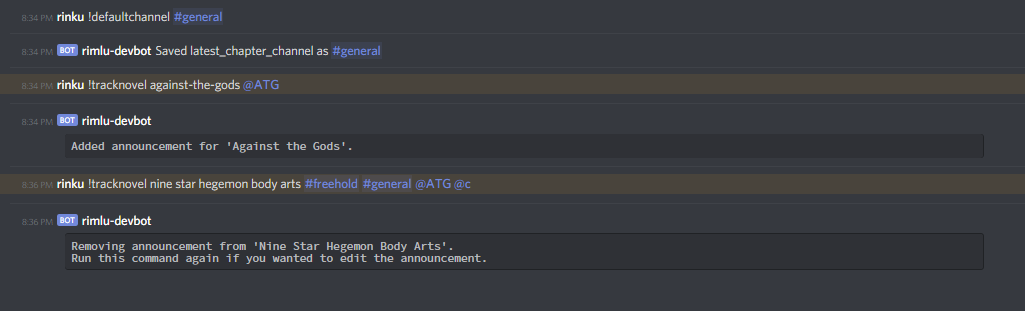 8:34 PM rinku !defaultchannel #general
8:34 PM BOT rimlu-devbot Saved latest_chapter_channel as #general
8:34 PM rinku !tracknovel against-the-gods @ATG
8:34 PM BOT rimlu-devbot
Added announcement for 'Against the Gods'.
8:36 PM rinku !tracknovel nine star hegemon body arts #freehold #general @ATG @c
8:36 PM BOT rimlu-devbot
Removing announcement from 'Nine Star Hegemon Body Arts'.
Run this command again if you wanted to edit the announcement.